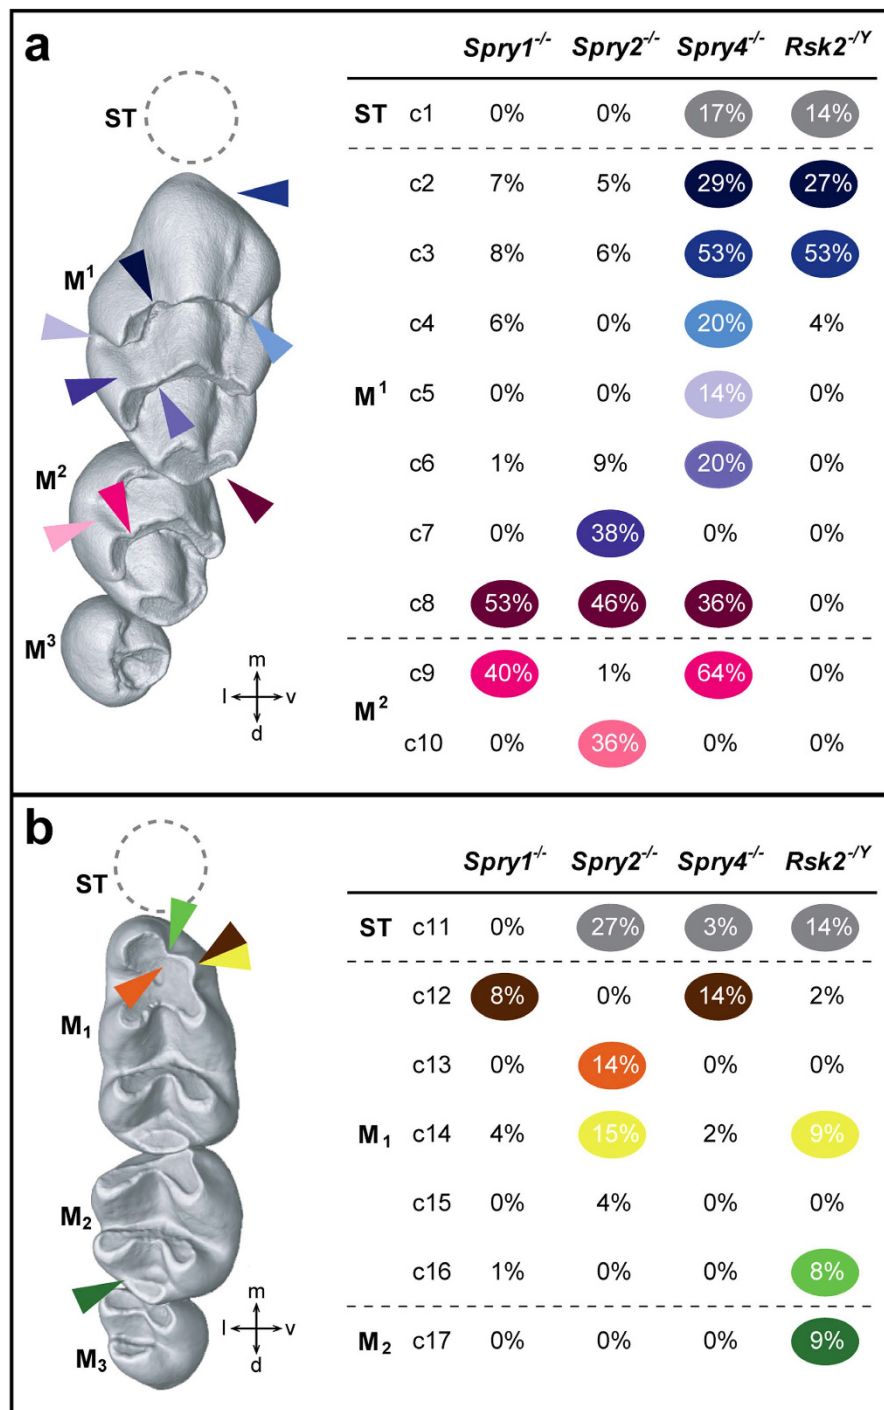 a
Spry1-/- Spry2-/- Spry4-/- Rsk2-/Y
ST
ST c1 0% 0% 17% 14%
c2 7% 5% 29% 27%
M1
c3 8% 6% 53% 53%
c4 6% 0% 20% 4%
M1 c5 0% 0% 14% 0%
M2
c6 1% 9% 20% 0%
c7 0% 38% 0% 0%
c8 53% 46% 36% 0%
M3
c9 40% 1% 64% 0%
M2
c10 0% 36% 0% 0%
m
l v
d
b
Spry1-/- Spry2-/- Spry4-/- Rsk2-/Y
ST
ST c11 0% 27% 3% 14%
c12 8% 0% 14% 2%
M1
c13 0% 14% 0% 0%
M1 c14 4% 15% 2% 9%
M2
c15 0% 4% 0% 0%
c16 1% 0% 0% 8%
M2 c17 0% 0% 0% 9%
M3
m
l v
d